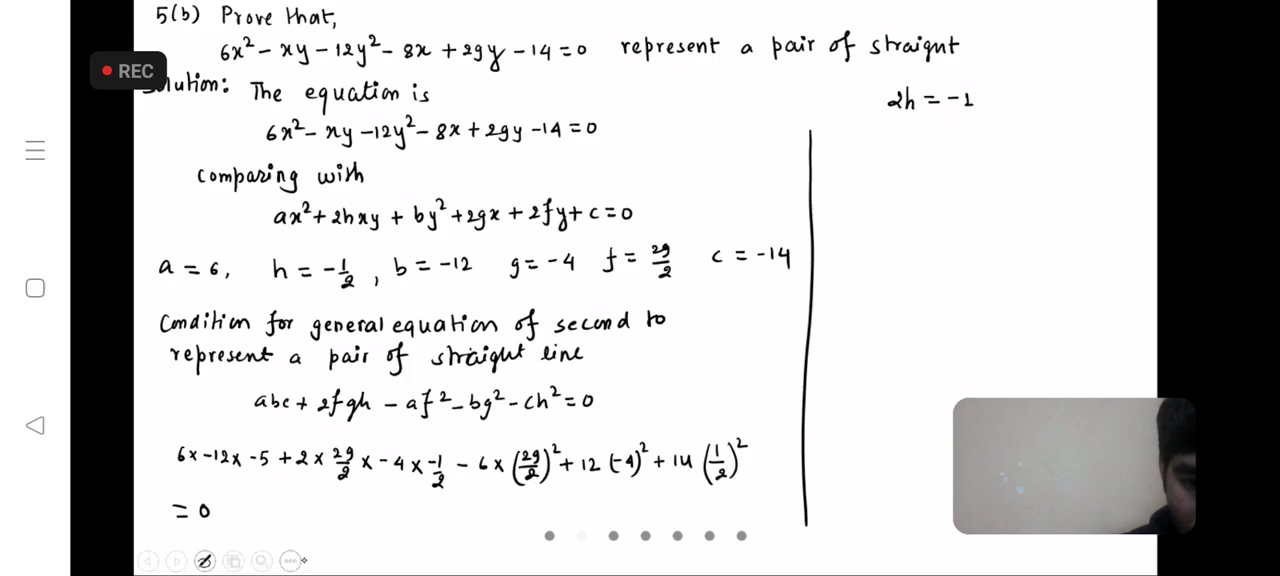 5(b) Prove that,
6x² - xy - 12y² - 8x + 29y - 14 = 0 represent a pair of straignt
REC
Solution: The equation is
2h = -1
6x² - xy - 12y² - 8x + 29y - 14 = 0
comparing with
ax² + 2hxy + by² + 2gx + 2fy + c = 0
a = 6, h = -1/2, b = -12 g = -4 f = 29/2 c = -14
Condition for general equation of second to
represent a pair of straight line
abc + 2fgh - af² - bg² - ch² = 0
6x -12x -5 + 2 x 29/2 x -4 x -1/2 - 6 x (29/2)² + 12 (-4)² + 14 (1/2)²
= 0